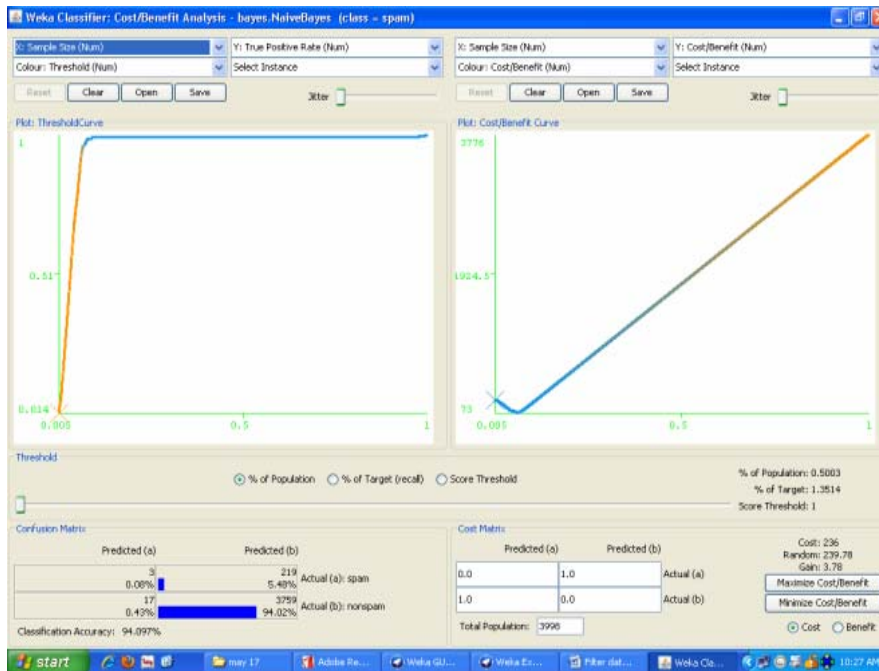 Weka Classifier: Cost/Benefit Analysis - bayes.NaiveBayes (class = spam)
X: Sample Size (Num)
Y: True Positive Rate (Num)
X: Sample Size (Num)
Y: Cost/Benefit (Num)
Colour: Threshold (Num)
Select Instance
Colour: Cost/Benefit (Num)
Select Instance
Reset
Clear
Open
Save
Jitter
Reset
Clear
Open
Save
Jitter
Plot: ThresholdCurve
Plot: Cost/Benefit Curve
1
0.51
0.014
0.005
0.5
1
3776
1924.5
73
0.005
0.5
1
Threshold
% of Population
% of Target (recall)
Score Threshold
% of Population: 0.5003
% of Target: 1.3514
Score Threshold: 1
Confusion Matrix
Predicted (a)
Predicted (b)
3
0.08%
219
5.48%
Actual (a): spam
17
0.43%
3759
94.02%
Actual (b): nonspam
Classification Accuracy: 94.097%
Cost Matrix
Predicted (a)
Predicted (b)
0.0
1.0
Actual (a)
1.0
0.0
Actual (b)
Total Population:
3998
Cost: 236
Random: 239.78
Gain: 3.78
Maximize Cost/Benefit
Minimize Cost/Benefit
Cost
Benefit
start
may 17
Adobe Re...
Weka GU...
Weka Ex...
Filter dat...
Weka Cla...
10:27 AM